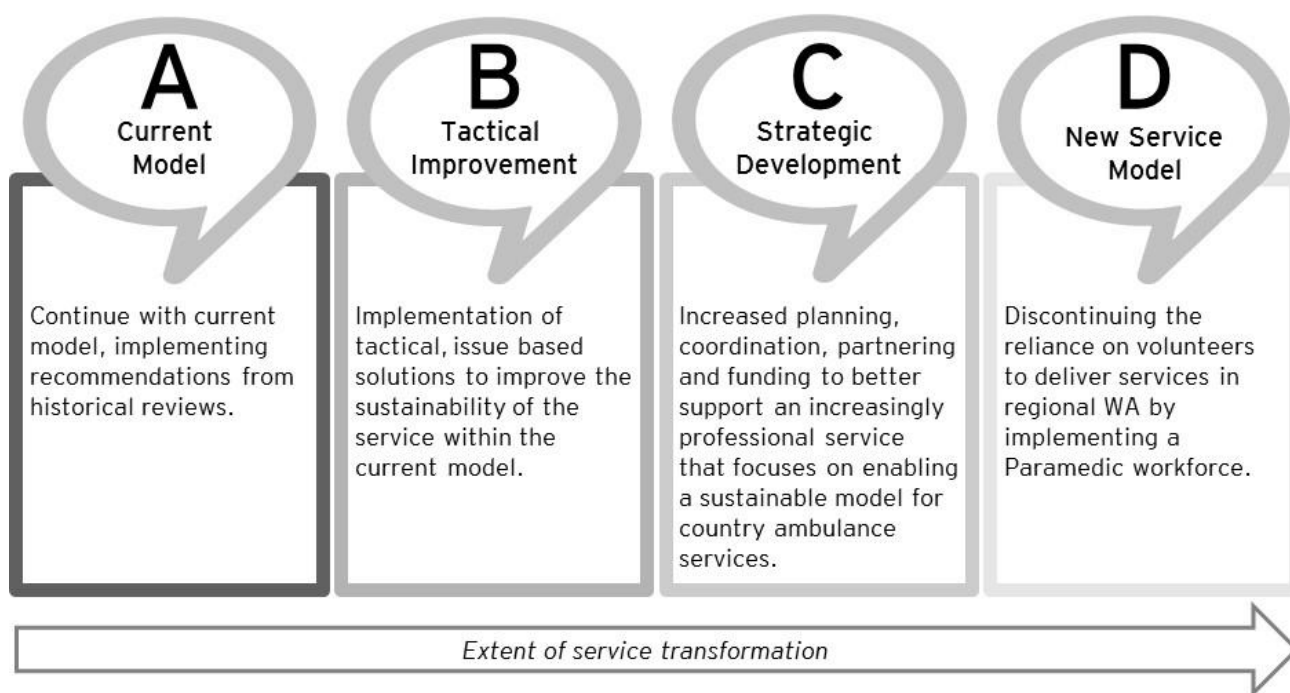 A
Current
Model
Continue with current
model, implementing
recommendations from
historical reviews.
B
Tactical
Improvement
Implementation of
tactical, issue based
solutions to improve the
sustainability of the
service within the
current model.
C
Strategic
Development
Increased planning,
coordination, partnering
and funding to better
support an increasingly
professional service
that focuses on enabling
a sustainable model for
country ambulance
services.
D
New Service
Model
Discontinuing the
reliance on volunteers
to deliver services in
regional WA by
implementing a
Paramedic workforce.
Extent of service transformation